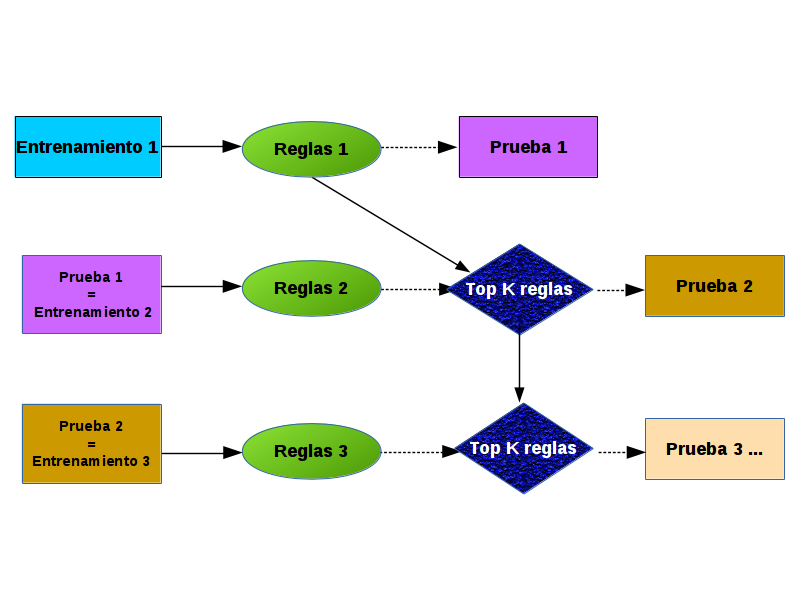 Entrenamiento 1
Reglas 1
Prueba 1
Prueba 1
=
Entrenamiento 2
Reglas 2
Top K reglas
Prueba 2
Prueba 2
=
Entrenamiento 3
Reglas 3
Top K reglas
Prueba 3 ...